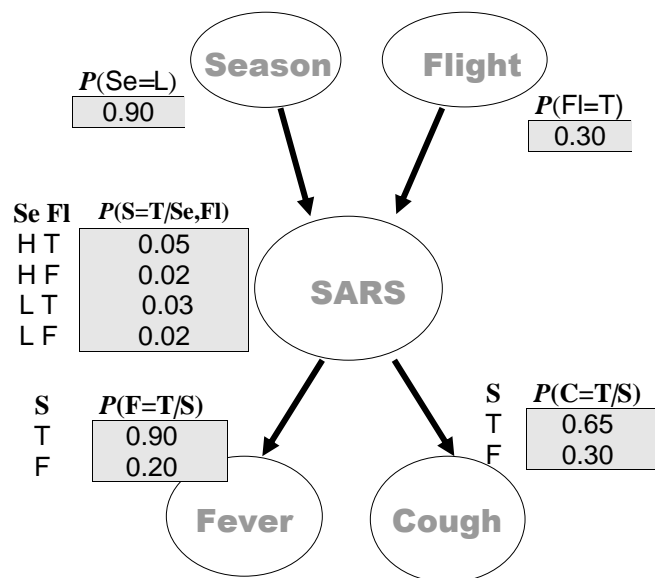 Season
Flight
P(Se=L)
0.90
P(Fl=T)
0.30
Se Fl P(S=T/Se,Fl)
H T 0.05
H F 0.02
L T 0.03
L F 0.02
SARS
S P(F=T/S)
T 0.90
F 0.20
S P(C=T/S)
T 0.65
F 0.30
Fever
Cough